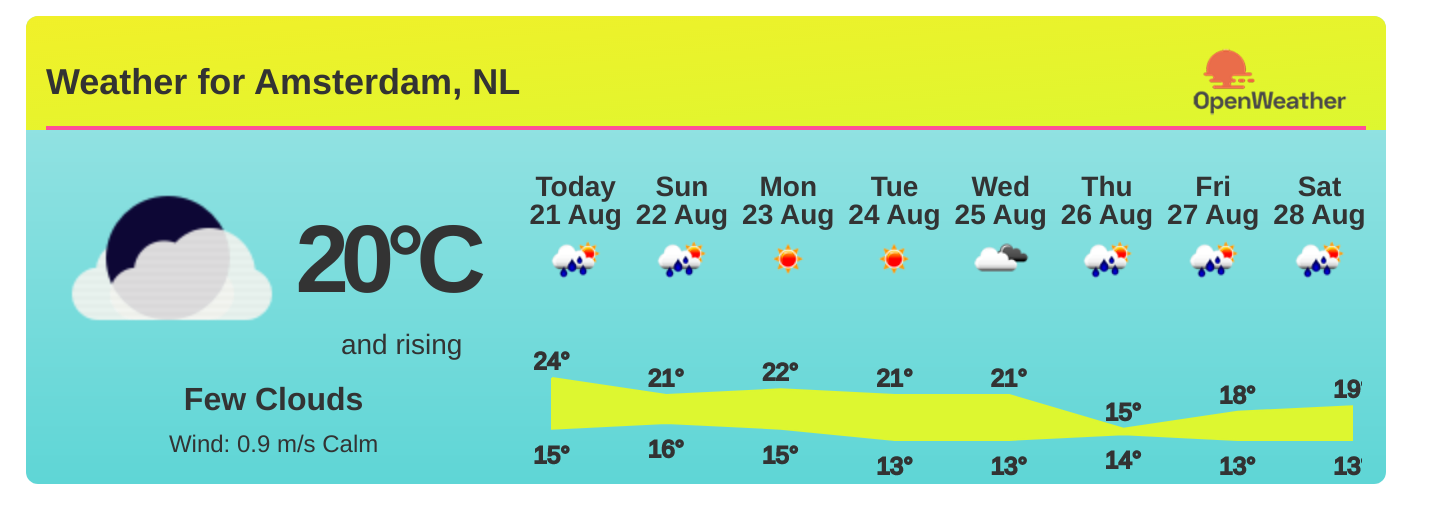 Weather for Amsterdam, NL
OpenWeather
Today Sun Mon Tue Wed Thu Fri Sat
21 Aug 22 Aug 23 Aug 24 Aug 25 Aug 26 Aug 27 Aug 28 Aug
20°C
and rising
Few Clouds
Wind: 0.9 m/s Calm
24° 21° 22° 21° 21° 15° 18° 19°
15° 16° 15° 13° 13° 14° 13° 13°